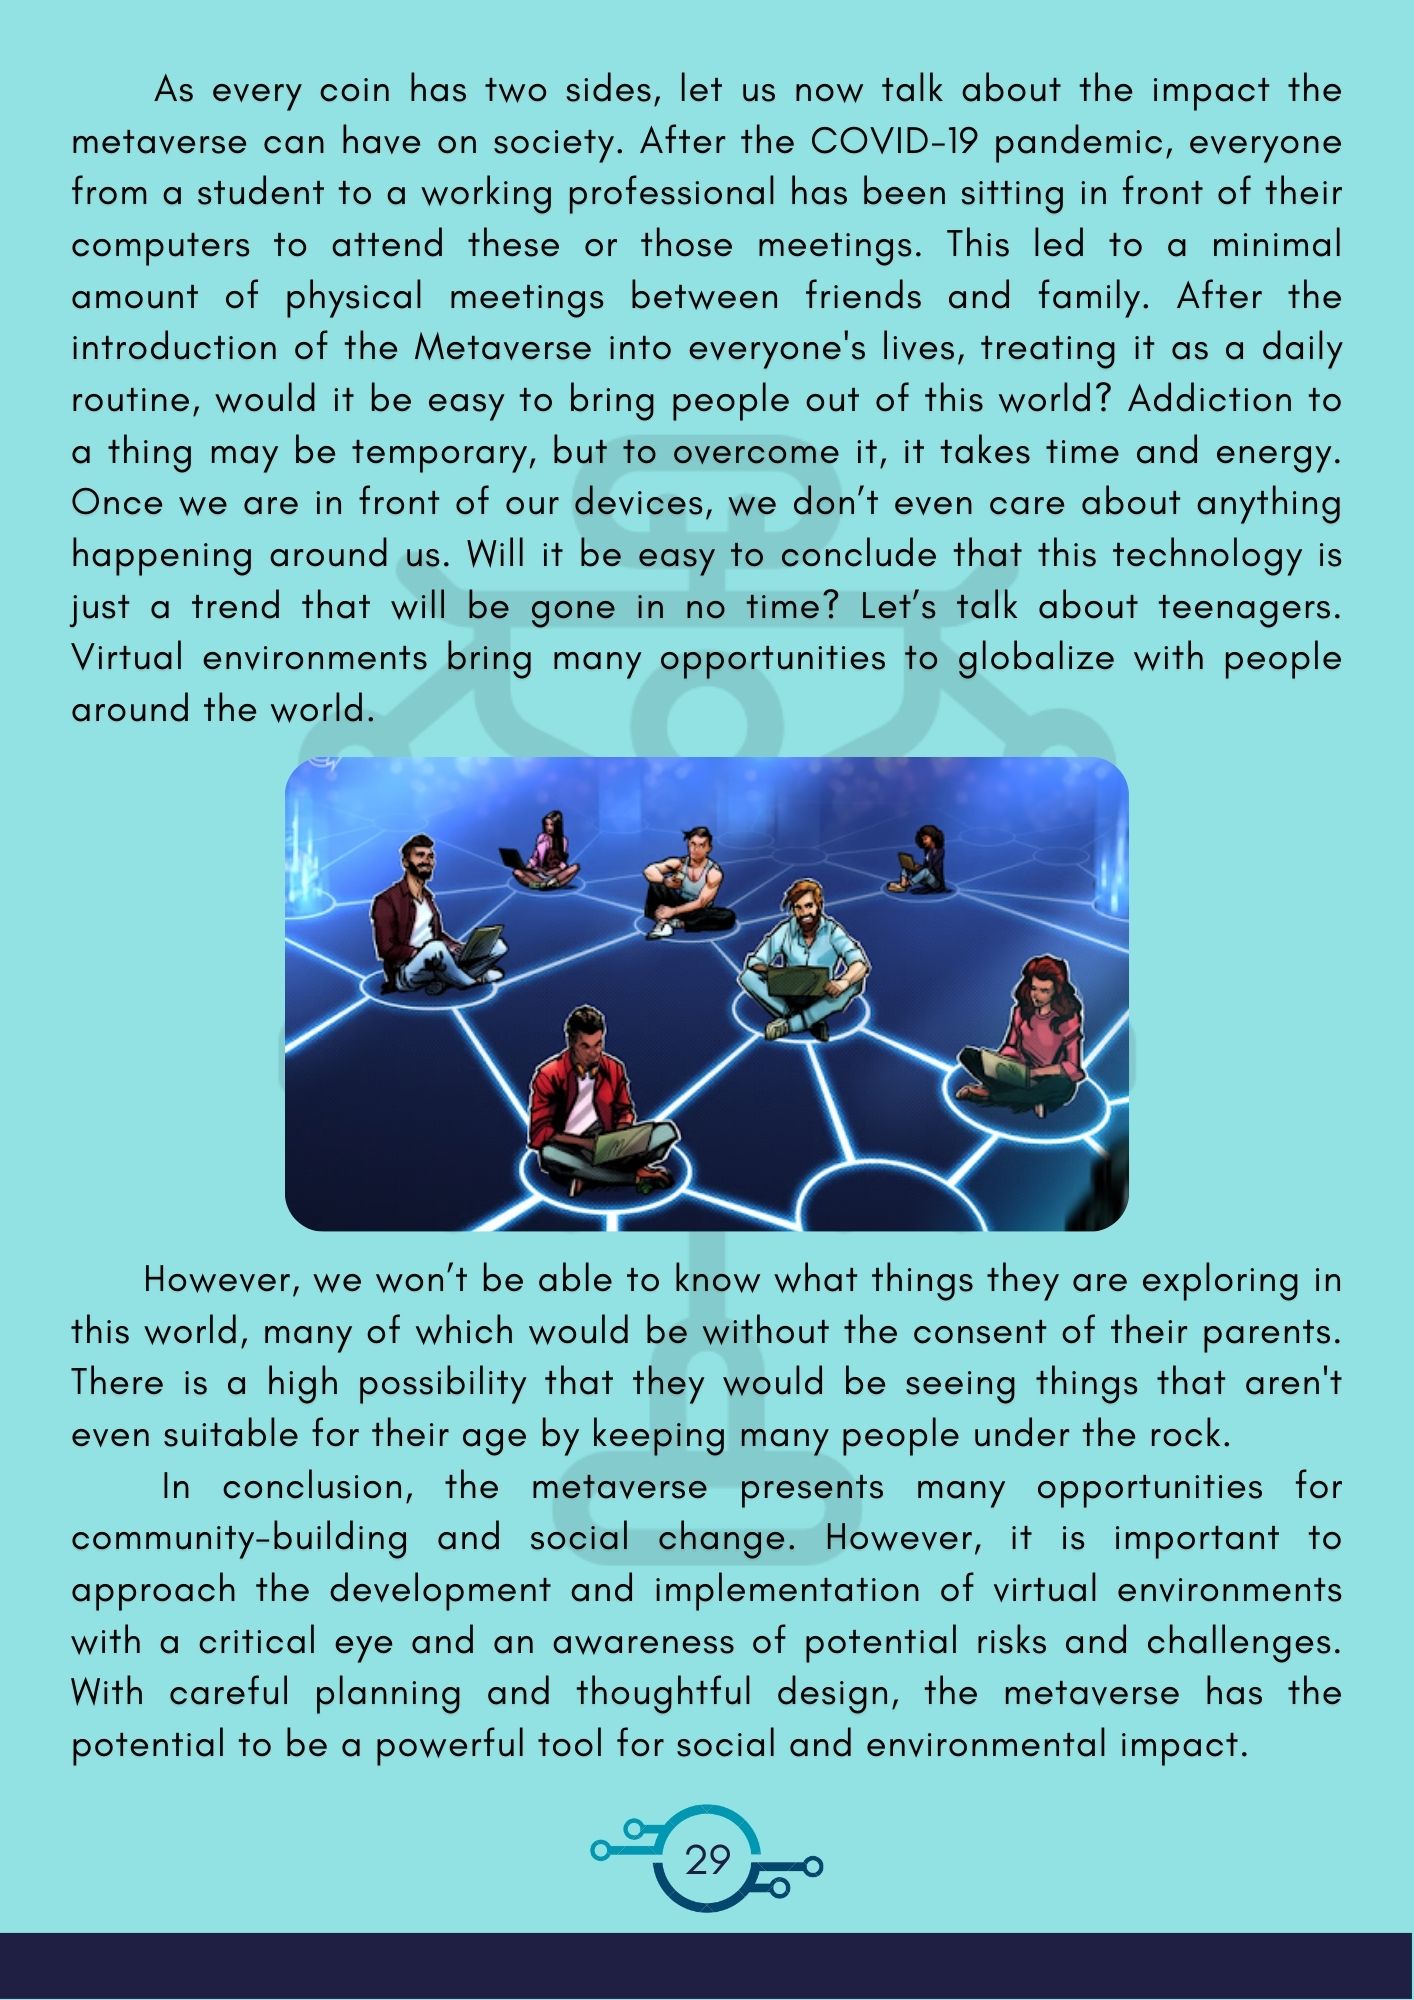 As every coin has two sides, let us now talk about the impact the
metaverse can have on society. After the COVID-19 pandemic, everyone
from a student to a working professional has been sitting in front of their
computers to attend these or those meetings. This led to a minimal
amount of physical meetings between friends and family. After the
introduction of the Metaverse into everyone's lives, treating it as a daily
routine, would it be easy to bring people out of this world? Addiction to
a thing may be temporary, but to overcome it, it takes time and energy.
Once we are in front of our devices, we don’t even care about anything
happening around us. Will it be easy to conclude that this technology is
just a trend that will be gone in no time? Let’s talk about teenagers.
Virtual environments bring many opportunities to globalize with people
around the world.
However, we won’t be able to know what things they are exploring in
this world, many of which would be without the consent of their parents.
There is a high possibility that they would be seeing things that aren't
even suitable for their age by keeping many people under the rock.
In conclusion, the metaverse presents many opportunities for
community-building and social change. However, it is important to
approach the development and implementation of virtual environments
with a critical eye and an awareness of potential risks and challenges.
With careful planning and thoughtful design, the metaverse has the
potential to be a powerful tool for social and environmental impact.
29